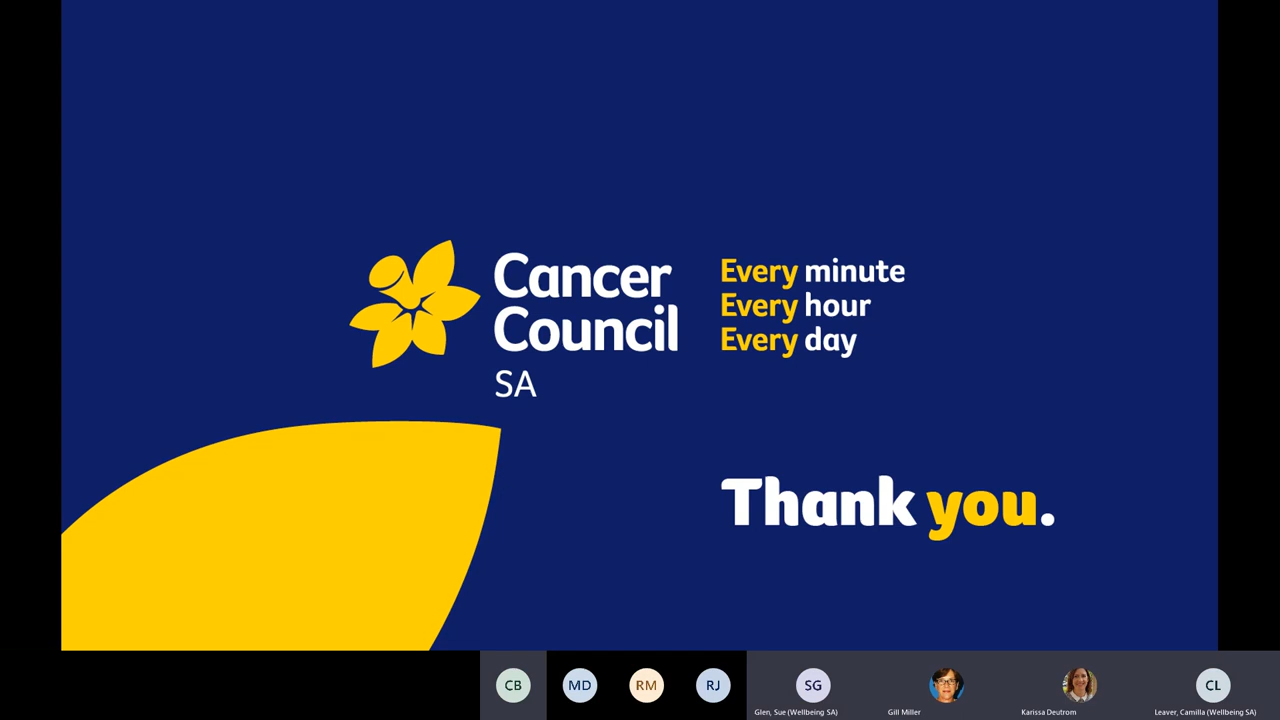 Cancer
Council
SA
Every minute
Every hour
Every day
Thank you.
CB
MD
RM
RJ
SG
Glen, Sue (Wellbeing SA)
Gill Miller
Karissa Deutrom
CL
Leaver, Camilla (Wellbeing SA)